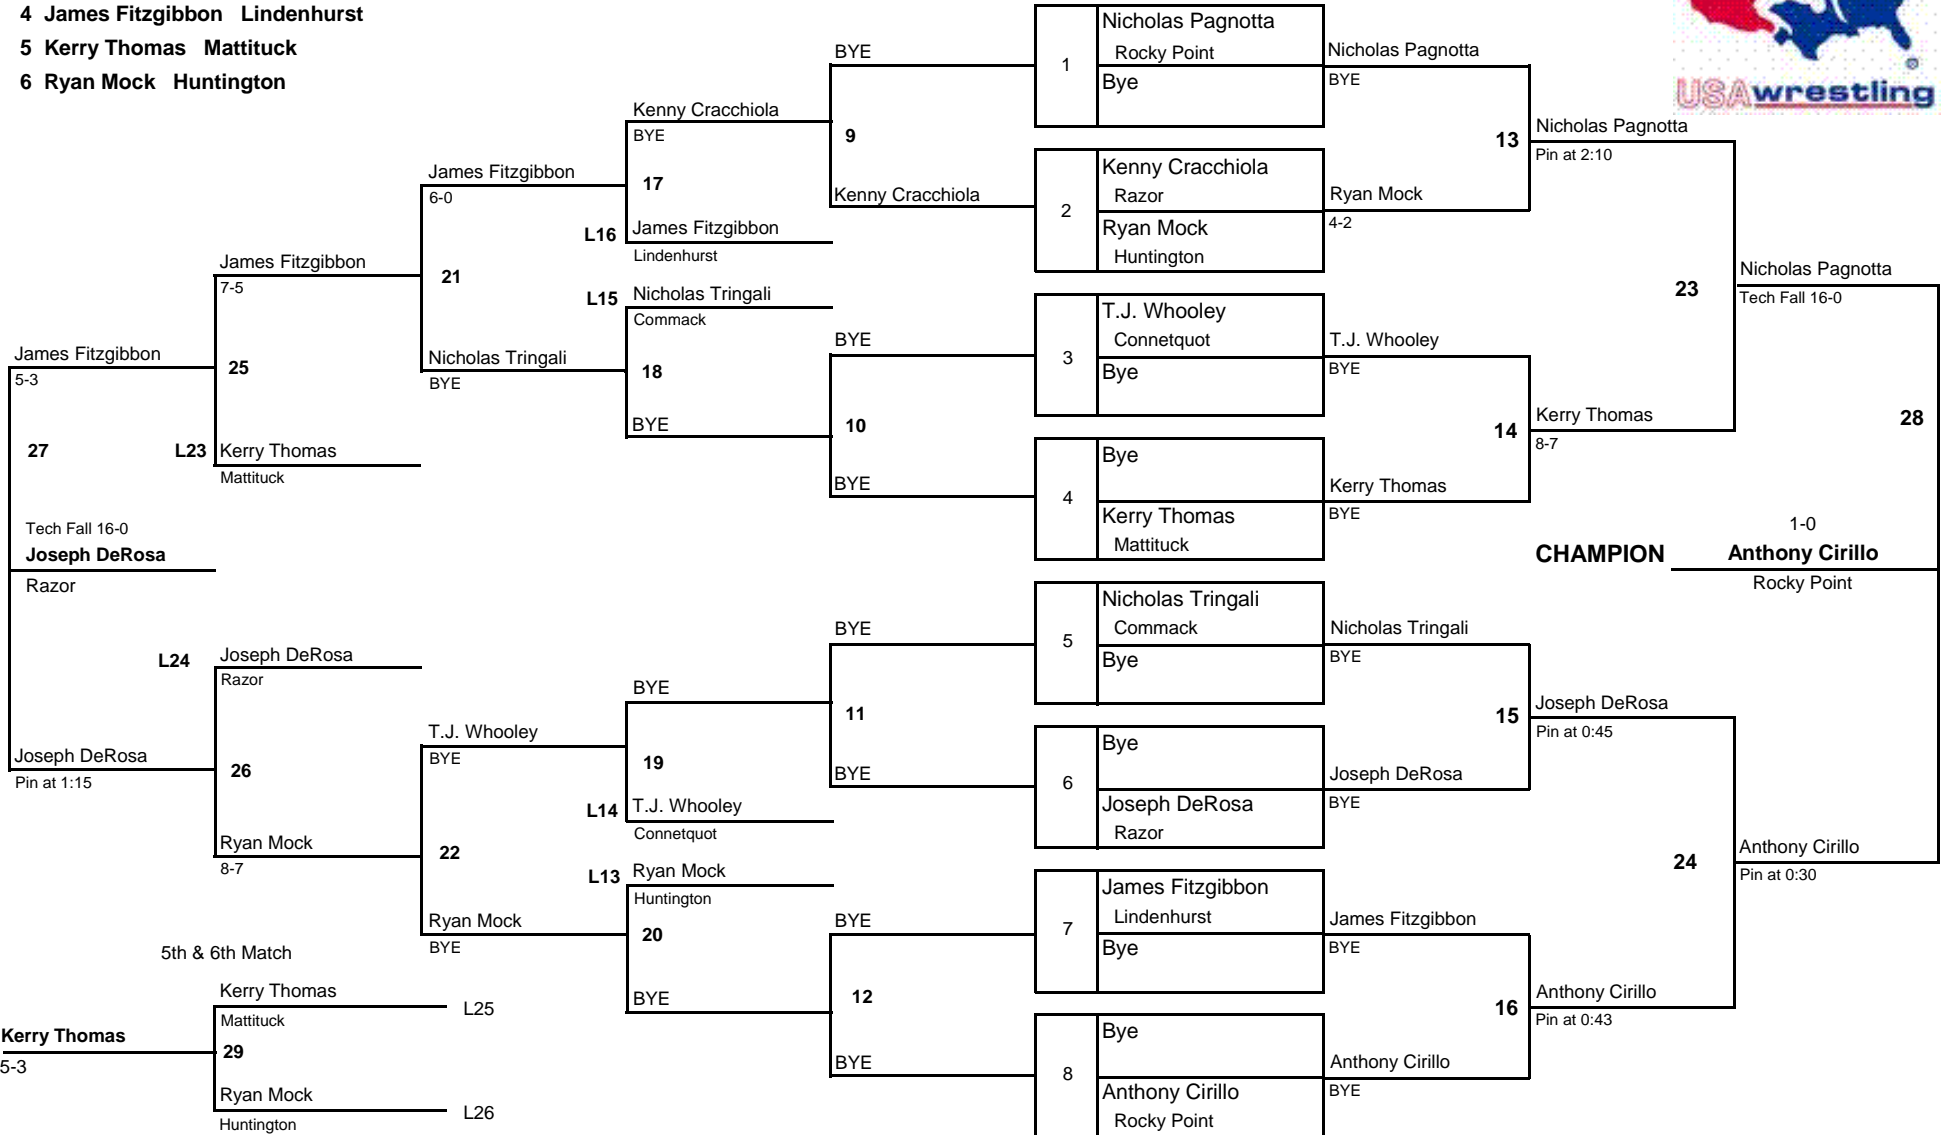 4 James Fitzgibbon Lindenhurst
5 Kerry Thomas Mattituck
6 Ryan Mock Huntington
USAwrestling
®
James Fitzgibbon
5-3
27
Tech Fall 16-0
Joseph DeRosa
Razor
Joseph DeRosa
Pin at 1:15
5th & 6th Match
Kerry Thomas
5-3
James Fitzgibbon
7-5
25
L23 Kerry Thomas
Mattituck
L24 Joseph DeRosa
Razor
26
Ryan Mock
8-7
Kerry Thomas
L25
Mattituck
29
Ryan Mock
L26
Huntington
James Fitzgibbon
6-0
21
Nicholas Tringali
BYE
T.J. Whooley
BYE
22
Ryan Mock
BYE
Kenny Cracchiola
BYE
17
L16 James Fitzgibbon
Lindenhurst
L15 Nicholas Tringali
Commack
18
BYE
BYE
19
L14 T.J. Whooley
Connetquot
L13 Ryan Mock
Huntington
20
BYE
BYE
9
Kenny Cracchiola
BYE
10
BYE
BYE
11
BYE
BYE
12
BYE
1
Nicholas Pagnotta
Rocky Point
Bye
2
Kenny Cracchiola
Razor
Ryan Mock
Huntington
3
T.J. Whooley
Connetquot
Bye
4
Bye
Kerry Thomas
Mattituck
5
Nicholas Tringali
Commack
Bye
6
Bye
Joseph DeRosa
Razor
7
James Fitzgibbon
Lindenhurst
Bye
8
Bye
Anthony Cirillo
Rocky Point
Nicholas Pagnotta
BYE
13
Ryan Mock
4-2
T.J. Whooley
BYE
14
Kerry Thomas
BYE
Nicholas Tringali
BYE
15
Joseph DeRosa
BYE
James Fitzgibbon
BYE
16
Anthony Cirillo
BYE
Nicholas Pagnotta
Pin at 2:10
23
Kerry Thomas
8-7
Joseph DeRosa
Pin at 0:45
24
Anthony Cirillo
Pin at 0:43
Nicholas Pagnotta
Tech Fall 16-0
28
1-0
CHAMPION Anthony Cirillo
Rocky Point
Anthony Cirillo
Pin at 0:30